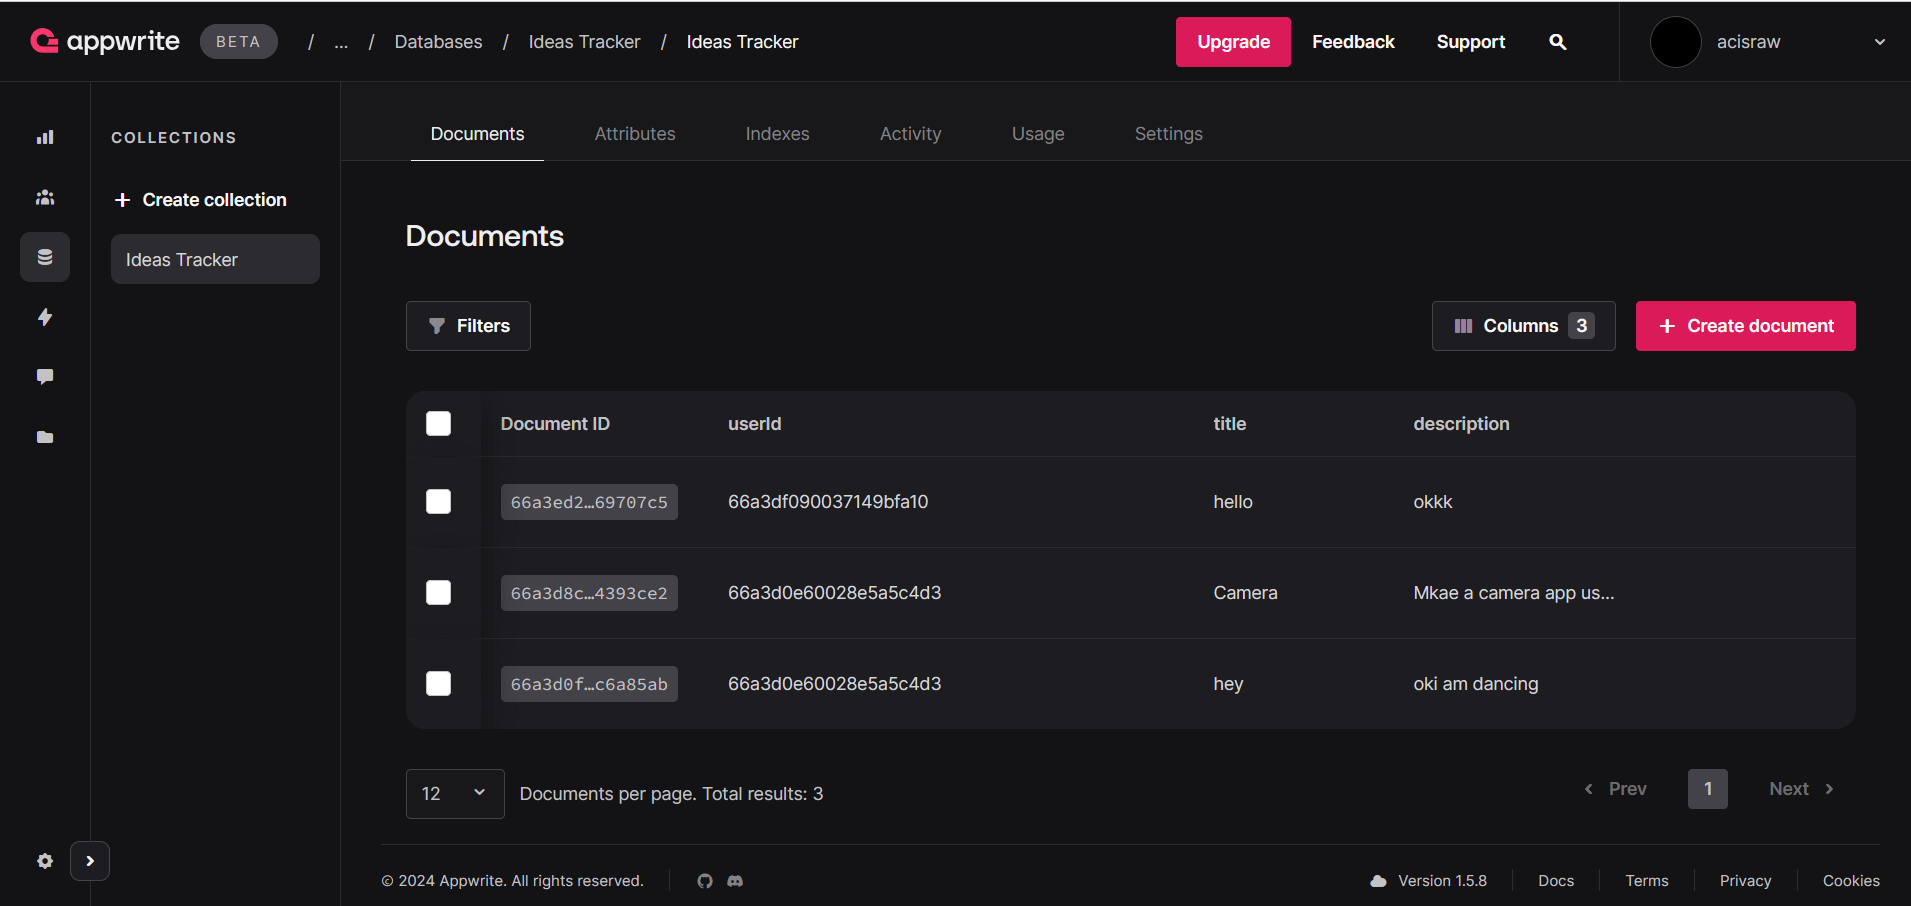 appwrite BETA / ... / Databases / Ideas Tracker / Ideas Tracker Upgrade Feedback Support acisraw
COLLECTIONS
Create collection
Ideas Tracker
Documents Attributes Indexes Activity Usage Settings
Documents
Filters Columns 3 Create document
Document ID userId title description
66a3ed2…69707c5 66a3df090037149bfa10 hello okkk
66a3d8c…4393ce2 66a3d0e60028e5a5c4d3 Camera Mkae a camera app us...
66a3d0f…c6a85ab 66a3d0e60028e5a5c4d3 hey oki am dancing
12 Documents per page. Total results: 3 Prev 1 Next
© 2024 Appwrite. All rights reserved. Version 1.5.8 Docs Terms Privacy Cookies